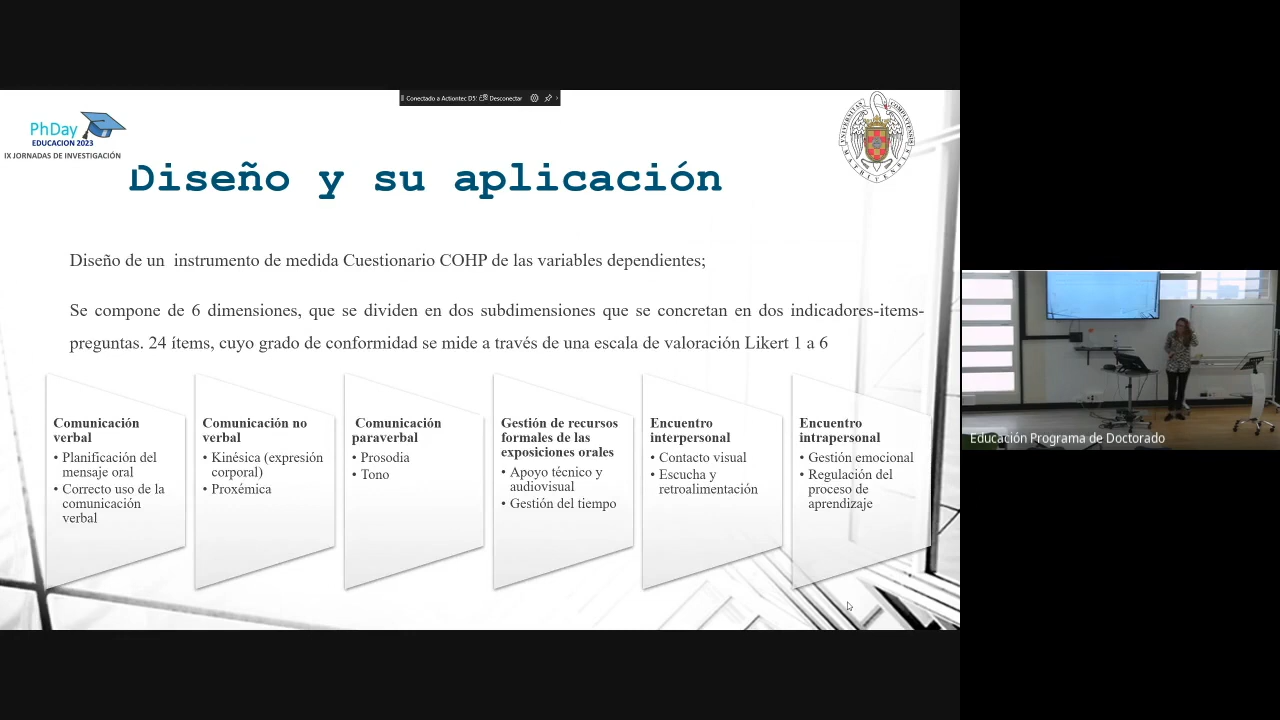 Conectado a Actiontec D5: Desconectar
PhDay
EDUCACION 2023
IX JORNADAS DE INVESTIGACIÓN
Diseño y su aplicación
Diseño de un instrumento de medida Cuestionario COHP de las variables dependientes;
Se compone de 6 dimensiones, que se dividen en dos subdimensiones que se concretan en dos indicadores-items-
preguntas. 24 ítems, cuyo grado de conformidad se mide a través de una escala de valoración Likert 1 a 6
Comunicación
verbal
• Planificación del
mensaje oral
• Correcto uso de la
comunicación
verbal
Comunicación no
verbal
• Kinésica (expresión
corporal)
• Proxémica
Comunicación
paraverbal
• Prosodia
• Tono
Gestión de recursos
formales de las
exposiciones orales
• Apoyo técnico y
audiovisual
• Gestión del tiempo
Encuentro
interpersonal
• Contacto visual
• Escucha y
retroalimentación
Encuentro
intrapersonal
• Gestión emocional
• Regulación del
proceso de
aprendizaje
Educación Programa de Doctorado